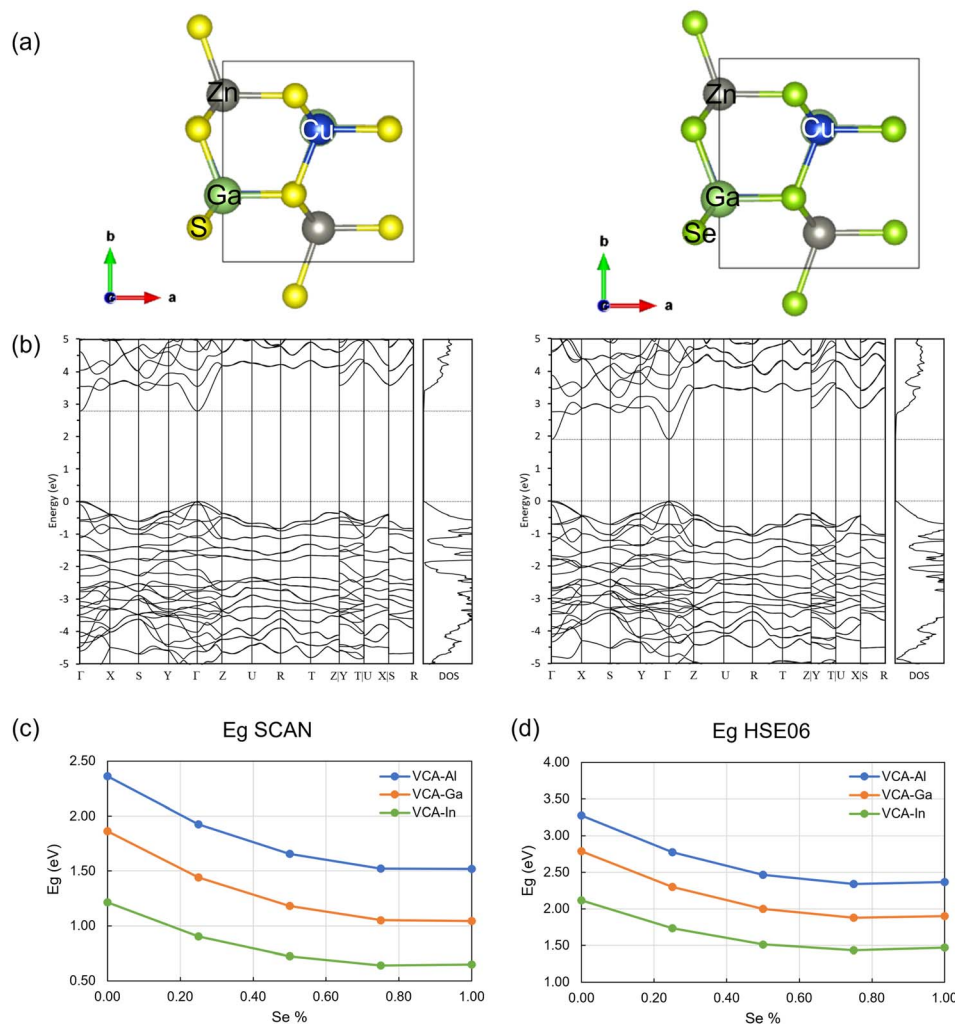 (a)
Zn
Cu
Ga
S
b
a
Zn
Cu
Ga
Se
b
a
(b)
5
4
3
2
1
0
-1
-2
-3
-4
-5
Energy (eV)
Γ X S Y Γ Z U R T Z|Y T|U X|S R
DOS
5
4
3
2
1
0
-1
-2
-3
-4
-5
Energy (eV)
Γ X S Y Γ Z U R T Z|Y T|U X|S R
DOS
(c)
Eg SCAN
2.50
2.00
1.50
1.00
0.50
Eg (eV)
VCA-Al
VCA-Ga
VCA-In
0.00 0.20 0.40 0.60 0.80 1.00
Se %
(d)
Eg HSE06
4.00
3.50
3.00
2.50
2.00
1.50
1.00
Eg (eV)
VCA-Al
VCA-Ga
VCA-In
0.00 0.20 0.40 0.60 0.80 1.00
Se %